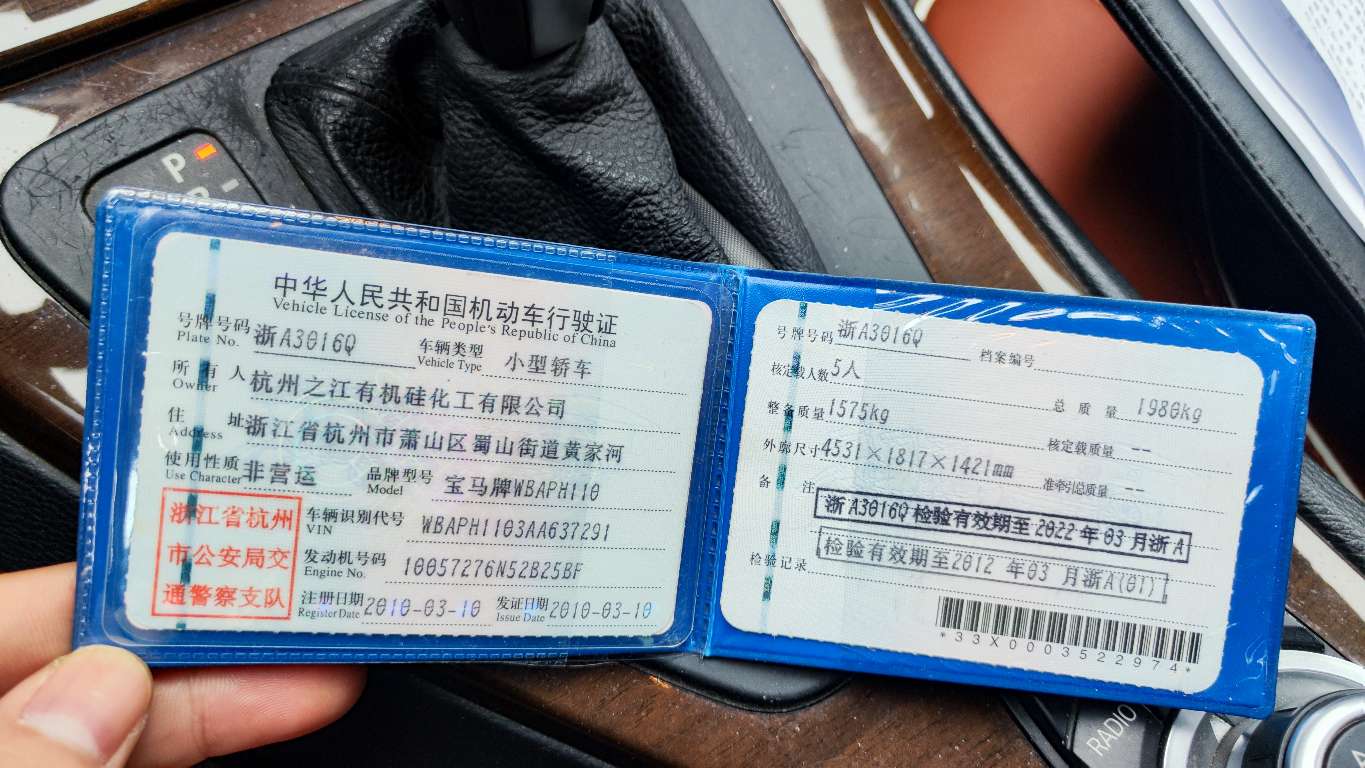 P
中华人民共和国机动车行驶证
Vehicle License of the People's Republic of China
号牌号码 浙A3016Q 车辆类型 小型轿车
Plate No. Vehicle Type
所有人 杭州之江有机硅化工有限公司
Owner
住址 浙江省杭州市萧山区蜀山街道黄家河
Address
使用性质 非营运 品牌型号 宝马牌WBAPH110
Use Character Model
浙江省杭州
市公安局交
通警察支队
车辆识别代号 WBAPH1103AA637291
VIN
发动机号码 10057276N52B25BF
Engine No.
注册日期 2010-03-10 发证日期 2010-03-10
Register Date Issue Date
号牌号码 浙A3016Q 档案编号
核定载人数 5人 总质量 1980kg
整备质量 1575kg 核定载质量 --
外廓尺寸 4531×1817×1421mm 准牵引总质量 --
备注 浙A3016Q检验有效期至2022年03月浙A
检验有效期至2012年03月浙A(01)
检验记录
*33X0003522974*
RADIO